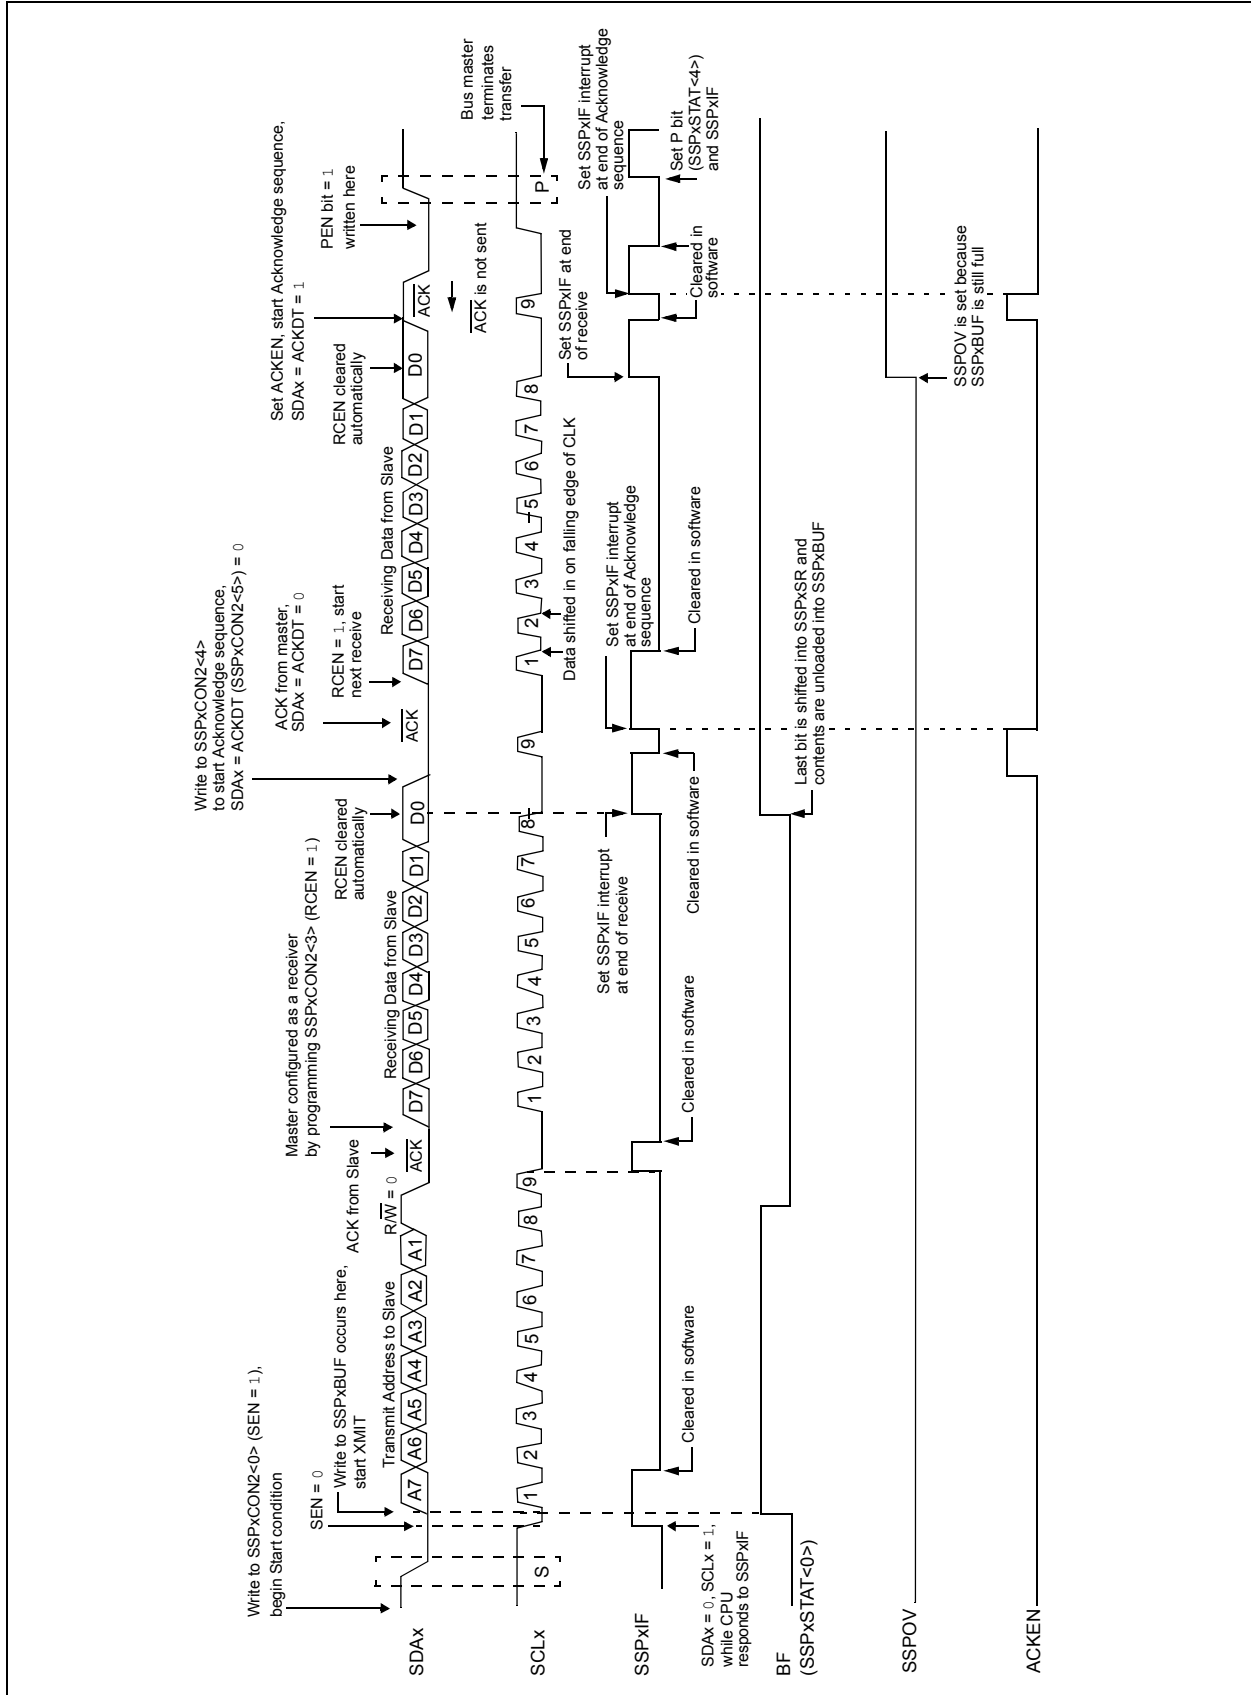 Write to SSPxCON2<0> (SEN = 1),
begin Start condition
SEN = 0
Write to SSPxBUF occurs here,
start XMIT
ACK from Slave
Master configured as a receiver
by programming SSPxCON2<3> (RCEN = 1)
RCEN cleared
automatically
Write to SSPxCON2<4>
to start Acknowledge sequence,
SDAx = ACKDT (SSPxCON2<5>) = 0
ACK from master,
SDAx = ACKDT = 0
RCEN = 1, start
next receive
RCEN cleared
automatically
Set ACKEN, start Acknowledge sequence,
SDAx = ACKDT = 1
PEN bit = 1
written here
Transmit Address to Slave
R/W = 0
Receiving Data from Slave
Receiving Data from Slave
SDAx
A7 A6 A5 A4 A3 A2 A1
ACK
D7 D6 D5 D4 D3 D2 D1 D0
ACK
D7 D6 D5 D4 D3 D2 D1 D0
ACK
ACK is not sent
Bus master
terminates
transfer
SCLx
S
1 2 3 4 5 6 7 8 9
1 2 3 4 5 6 7 8 9
1 2 3 4 5 6 7 8 9
P
Data shifted in on falling edge of CLK
Set SSPxIF interrupt
at end of receive
Set SSPxIF interrupt
at end of Acknowledge
sequence
Set SSPxIF at end
of receive
Set SSPxIF interrupt
at end of Acknowledge
sequence
SSPxIF
SDAx = 0, SCLx = 1,
while CPU
responds to SSPxIF
Cleared in software
Cleared in software
Cleared in software
Cleared in software
Cleared in
software
Set P bit
(SSPxSTAT<4>)
and SSPxIF
BF
(SSPxSTAT<0>)
Last bit is shifted into SSPxSR and
contents are unloaded into SSPxBUF
SSPOV
SSPOV is set because
SSPxBUF is still full
ACKEN